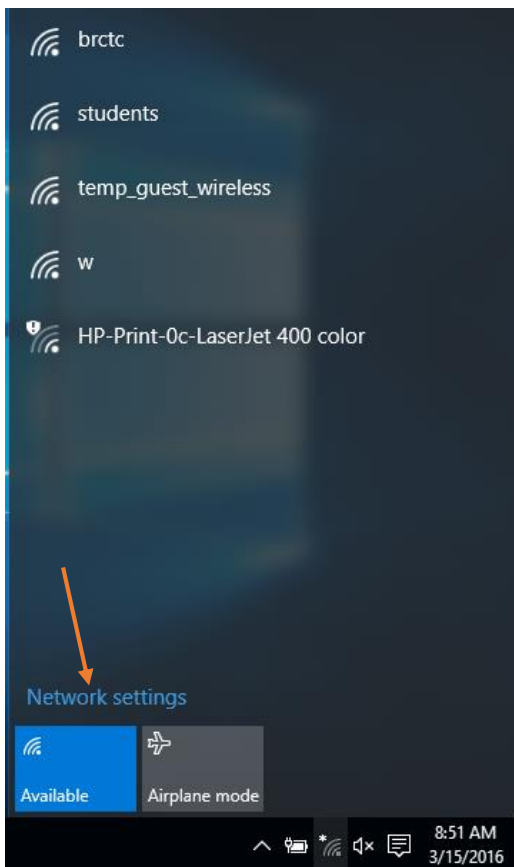 brctc
students
temp_guest_wireless
w
HP-Print-0c-LaserJet 400 color
Network settings
Available
Airplane mode
8:51 AM
3/15/2016